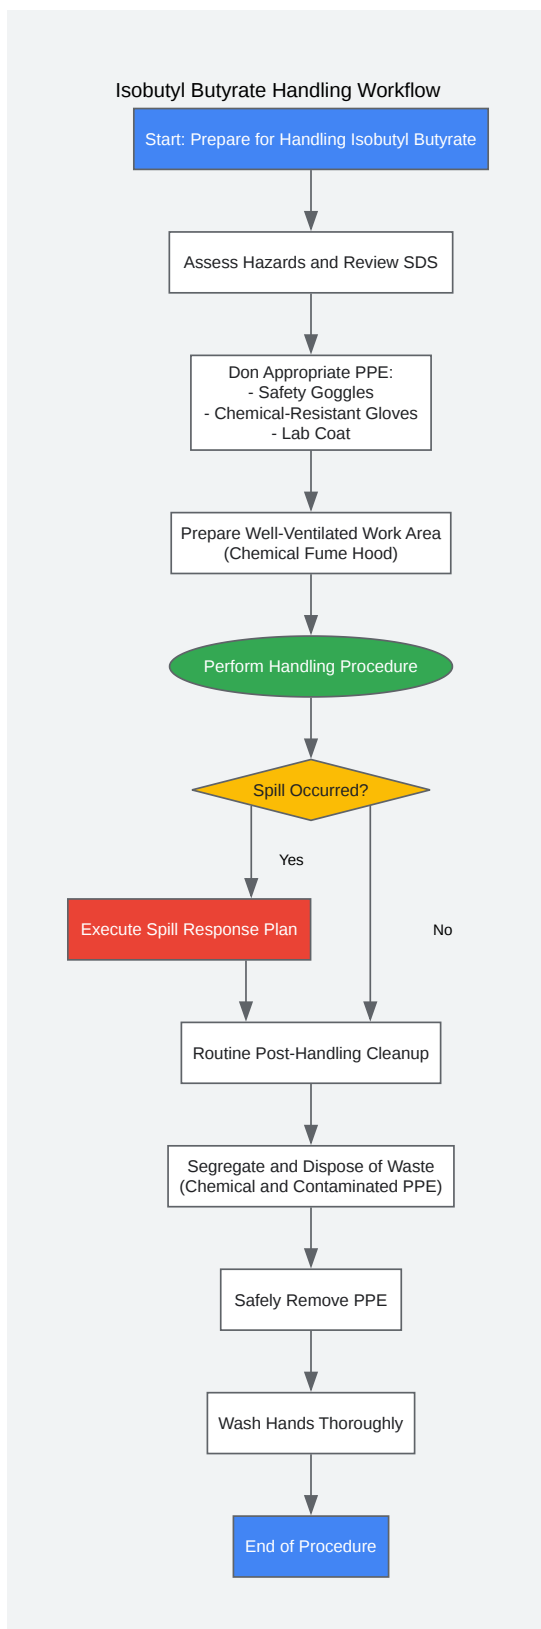 Isobutyl Butyrate Handling Workflow
Start: Prepare for Handling Isobutyl Butyrate
Assess Hazards and Review SDS
Don Appropriate PPE:
- Safety Goggles
- Chemical-Resistant Gloves
- Lab Coat
Prepare Well-Ventilated Work Area
(Chemical Fume Hood)
Perform Handling Procedure
Spill Occurred?
Yes
Execute Spill Response Plan
No
Routine Post-Handling Cleanup
Segregate and Dispose of Waste
(Chemical and Contaminated PPE)
Safely Remove PPE
Wash Hands Thoroughly
End of Procedure